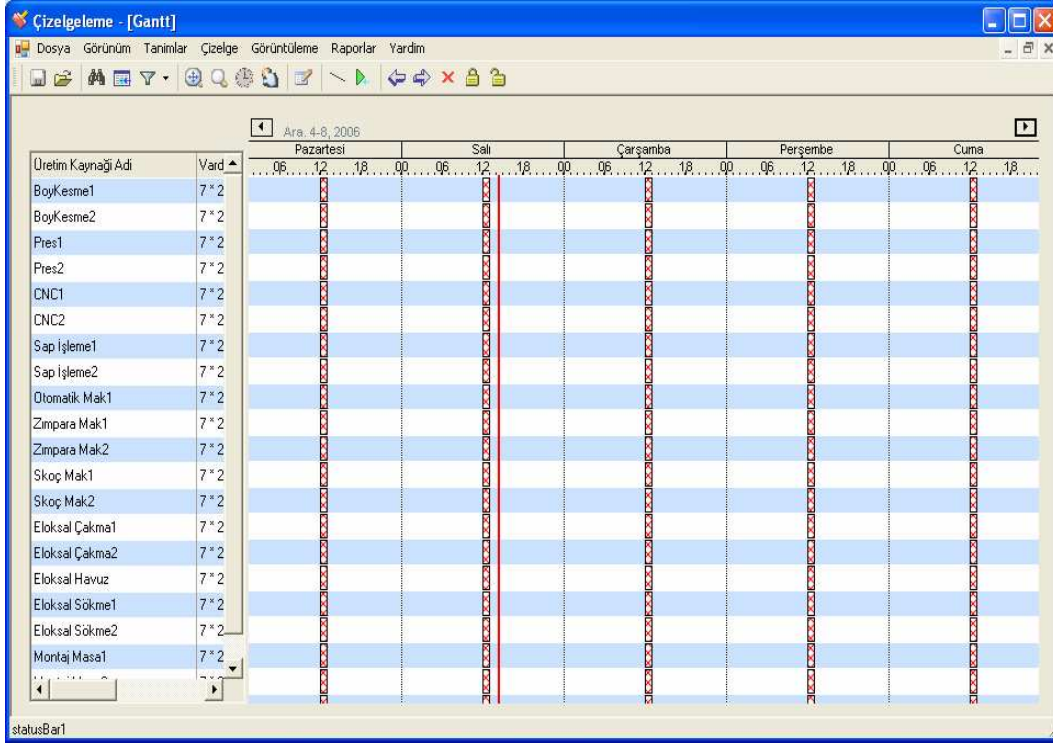 Çizelgeleme - [Gantt]
Dosya Görünüm Tanimlar Çizelge Görüntüleme Raporlar Yardim
Ara. 4-8, 2006
Pazartesi Salı Çarşamba Perşembe Cuma
Üretim Kaynaği Adi Vard
06 12 18 00 06 12 18 00 06 12 18 00 06 12 18 00 06 12 18
BoyKesme1 7 * 2
BoyKesme2 7 * 2
Pres1 7 * 2
Pres2 7 * 2
CNC1 7 * 2
CNC2 7 * 2
Sap İşleme1 7 * 2
Sap İşleme2 7 * 2
Otomatik Mak1 7 * 2
Zımpara Mak1 7 * 2
Zımpara Mak2 7 * 2
Skoç Mak1 7 * 2
Skoç Mak2 7 * 2
Eloksal Çakma1 7 * 2
Eloksal Çakma2 7 * 2
Eloksal Havuz 7 * 2
Eloksal Sökme1 7 * 2
Eloksal Sökme2 7 * 2
Montaj Masa1 7 * 2
statusBar1